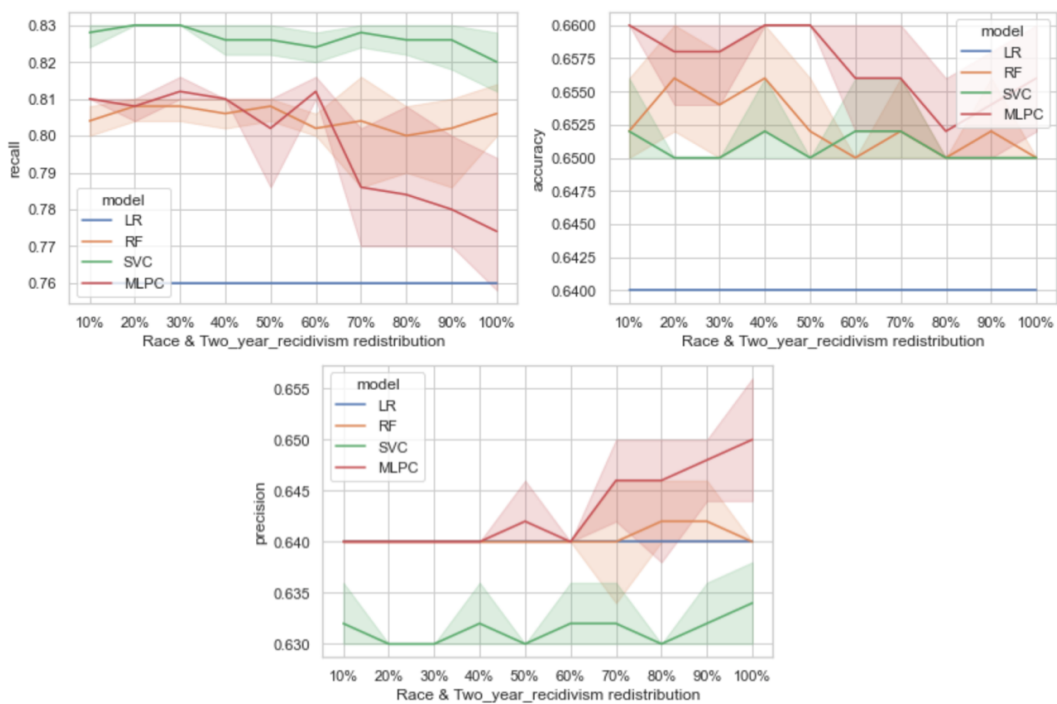 0.83
0.82
0.81
0.80
0.79
0.78
0.77
0.76
recall
model
LR
RF
SVC
MLPC
10% 20% 30% 40% 50% 60% 70% 80% 90% 100%
Race & Two_year_recidivism redistribution
0.6600
0.6575
0.6550
0.6525
0.6500
0.6475
0.6450
0.6425
0.6400
accuracy
model
LR
RF
SVC
MLPC
10% 20% 30% 40% 50% 60% 70% 80% 90% 100%
Race & Two_year_recidivism redistribution
0.655
0.650
0.645
0.640
0.635
0.630
precision
model
LR
RF
SVC
MLPC
10% 20% 30% 40% 50% 60% 70% 80% 90% 100%
Race & Two_year_recidivism redistribution